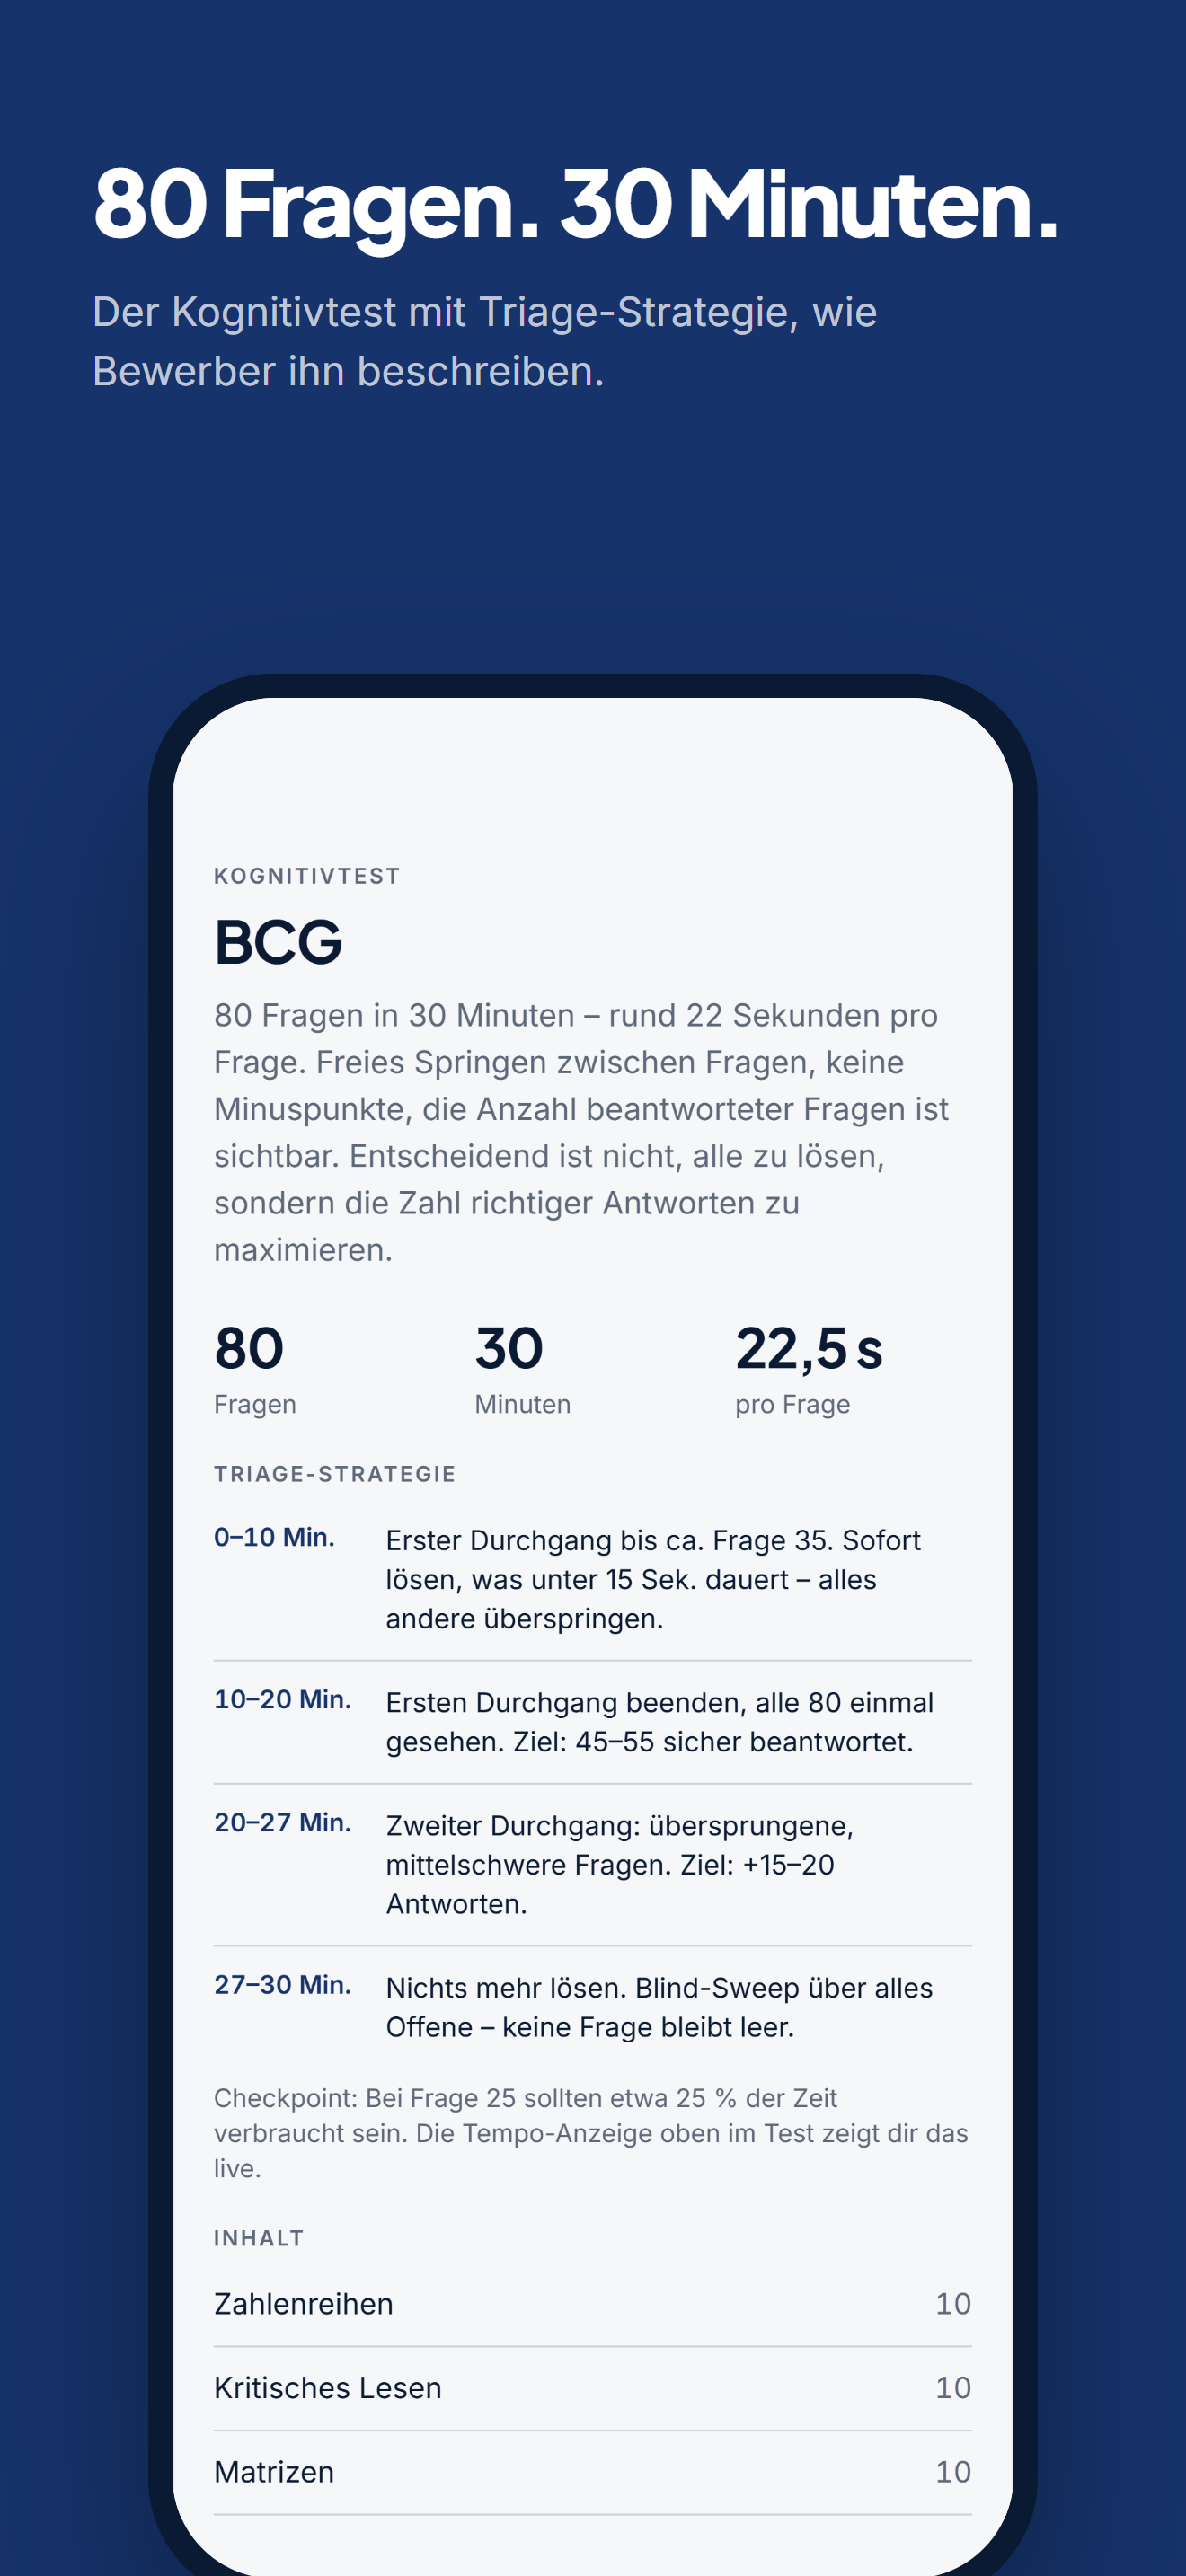 80 Fragen. 30 Minuten.
Der Kognitivtest mit Triage-Strategie, wie
Bewerber ihn beschreiben.
KOGNITIVTEST
BCG
80 Fragen in 30 Minuten – rund 22 Sekunden pro
Frage. Freies Springen zwischen Fragen, keine
Minuspunkte, die Anzahl beantworteter Fragen ist
sichtbar. Entscheidend ist nicht, alle zu lösen,
sondern die Zahl richtiger Antworten zu
maximieren.
80 30 22,5 s
Fragen Minuten pro Frage
TRIAGE-STRATEGIE
0–10 Min. Erster Durchgang bis ca. Frage 35. Sofort
lösen, was unter 15 Sek. dauert – alles
andere überspringen.
10–20 Min. Ersten Durchgang beenden, alle 80 einmal
gesehen. Ziel: 45–55 sicher beantwortet.
20–27 Min. Zweiter Durchgang: übersprungene,
mittelschwere Fragen. Ziel: +15–20
Antworten.
27–30 Min. Nichts mehr lösen. Blind-Sweep über alles
Offene – keine Frage bleibt leer.
Checkpoint: Bei Frage 25 sollten etwa 25 % der Zeit
verbraucht sein. Die Tempo-Anzeige oben im Test zeigt dir das
live.
INHALT
Zahlenreihen 10
Kritisches Lesen 10
Matrizen 10